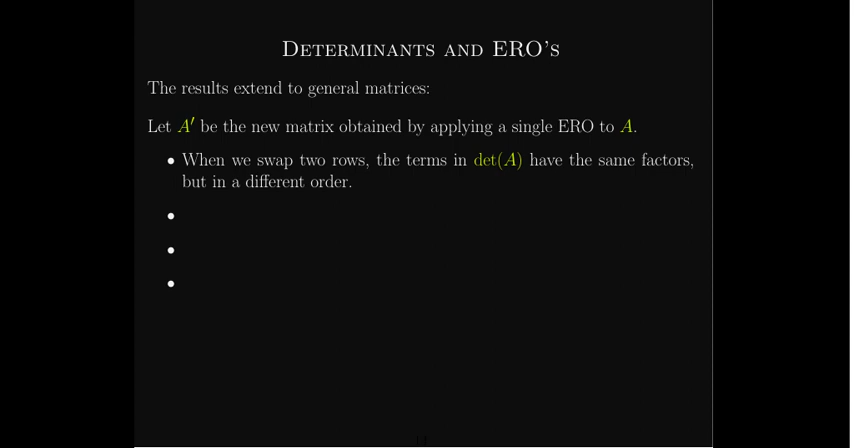 Determinants and ERO's
The results extend to general matrices:
Let A′ be the new matrix obtained by applying a single ERO to A.
• When we swap two rows, the terms in det(A) have the same factors,
but in a different order.
•
•
•